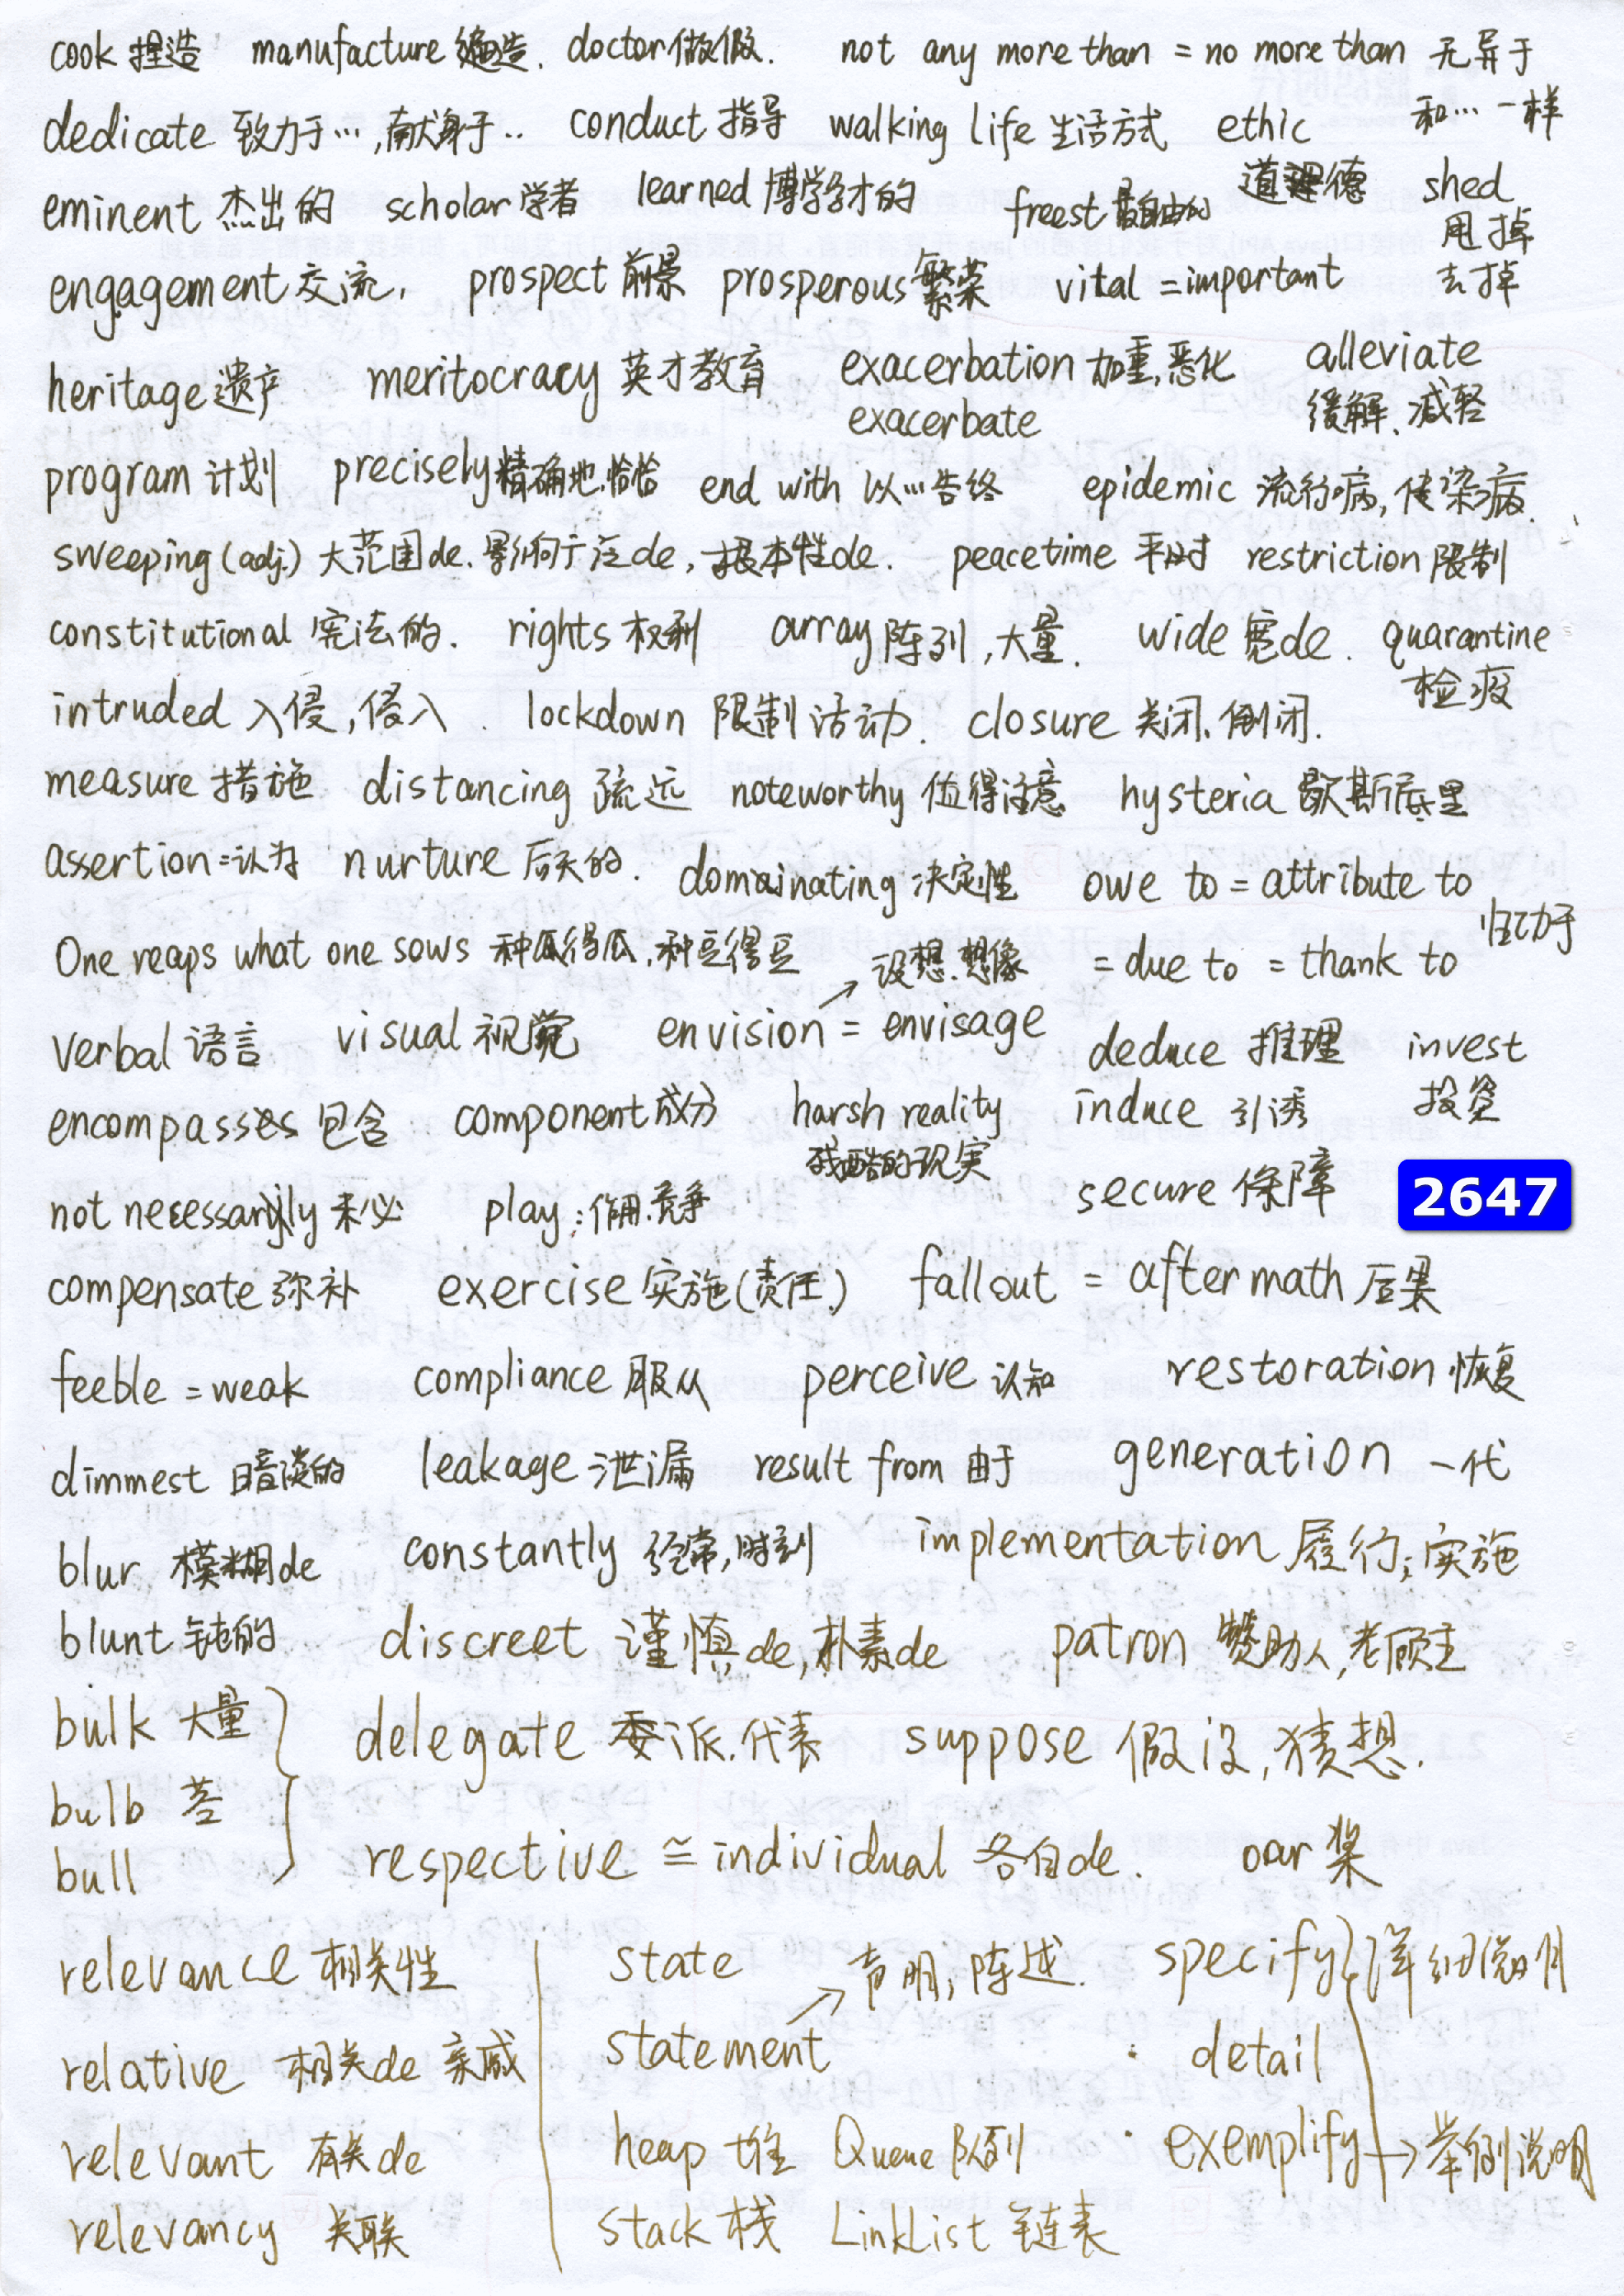 cook 捏造 manufacture 编造. doctor 做假. not any more than = no more than 无异于
dedicate 致力于…,献身于.. conduct 指导 walking life 生活方式 ethic 和…一样
eminent 杰出的 scholar 学者 learned 博学多才的 freest 最自由的 道德 shed
甩掉
engagement 交流, prospect 前景 prosperous 繁荣 vital = important 去掉
heritage 遗产 meritocracy 英才教育 exacerbation 加重,恶化 alleviate
exacerbate 缓解、减轻
program 计划 precisely 精确地.恰恰 end with 以…告终 epidemic 流行病,传染病.
sweeping (adj.) 大范围de.影响广泛de,根本性de. peacetime 平时 restriction 限制
constitutional 宪法的. rights 权利 array 阵列,大量. wide 宽de. quarantine
检疫
intruded 入侵,侵入. lockdown 限制活动. closure 关闭、倒闭.
measure 措施 distancing 疏远 noteworthy 值得注意 hysteria 歇斯底里
assertion=认为 nurture 后天的. domainating 决定性 owe to = attribute to
归功于
One reaps what one sows 种瓜得瓜,种豆得豆 → 设想.想像 = due to = thank to
verbal 语言 visual 视觉 envision = envisage deduce 推理 invest
encompasses 包含 component 成分 harsh reality induce 引诱 投资
残酷的现实
not necessarily 未必 play:作用.竞争 secure 保障 2647
compensate 弥补 exercise 实施(责任.) fallout = aftermath 后果
feeble = weak compliance 服从 perceive 认知 restoration 恢复
dimmest 暗淡的 leakage 泄漏 result from 由于 generation 一代
blur 模糊de constantly 经常,时刻 implementation 履行;实施
blunt 钝的 discreet 谨慎de,朴素de patron 赞助人,老顾主
bulk 大量 delegate 委派.代表 suppose 假设,猜想.
bulb 茎
bull respective ≅ individual 各自de. oar 桨
relevance 相关性 state 声明,陈述. specify 详细说明
relative 相关de 亲戚 statement → · detail
relevant 有关de heap 堆 Queue 队列 · exemplify → 举例说明
relevancy 关联 stack 栈 LinkList 链表